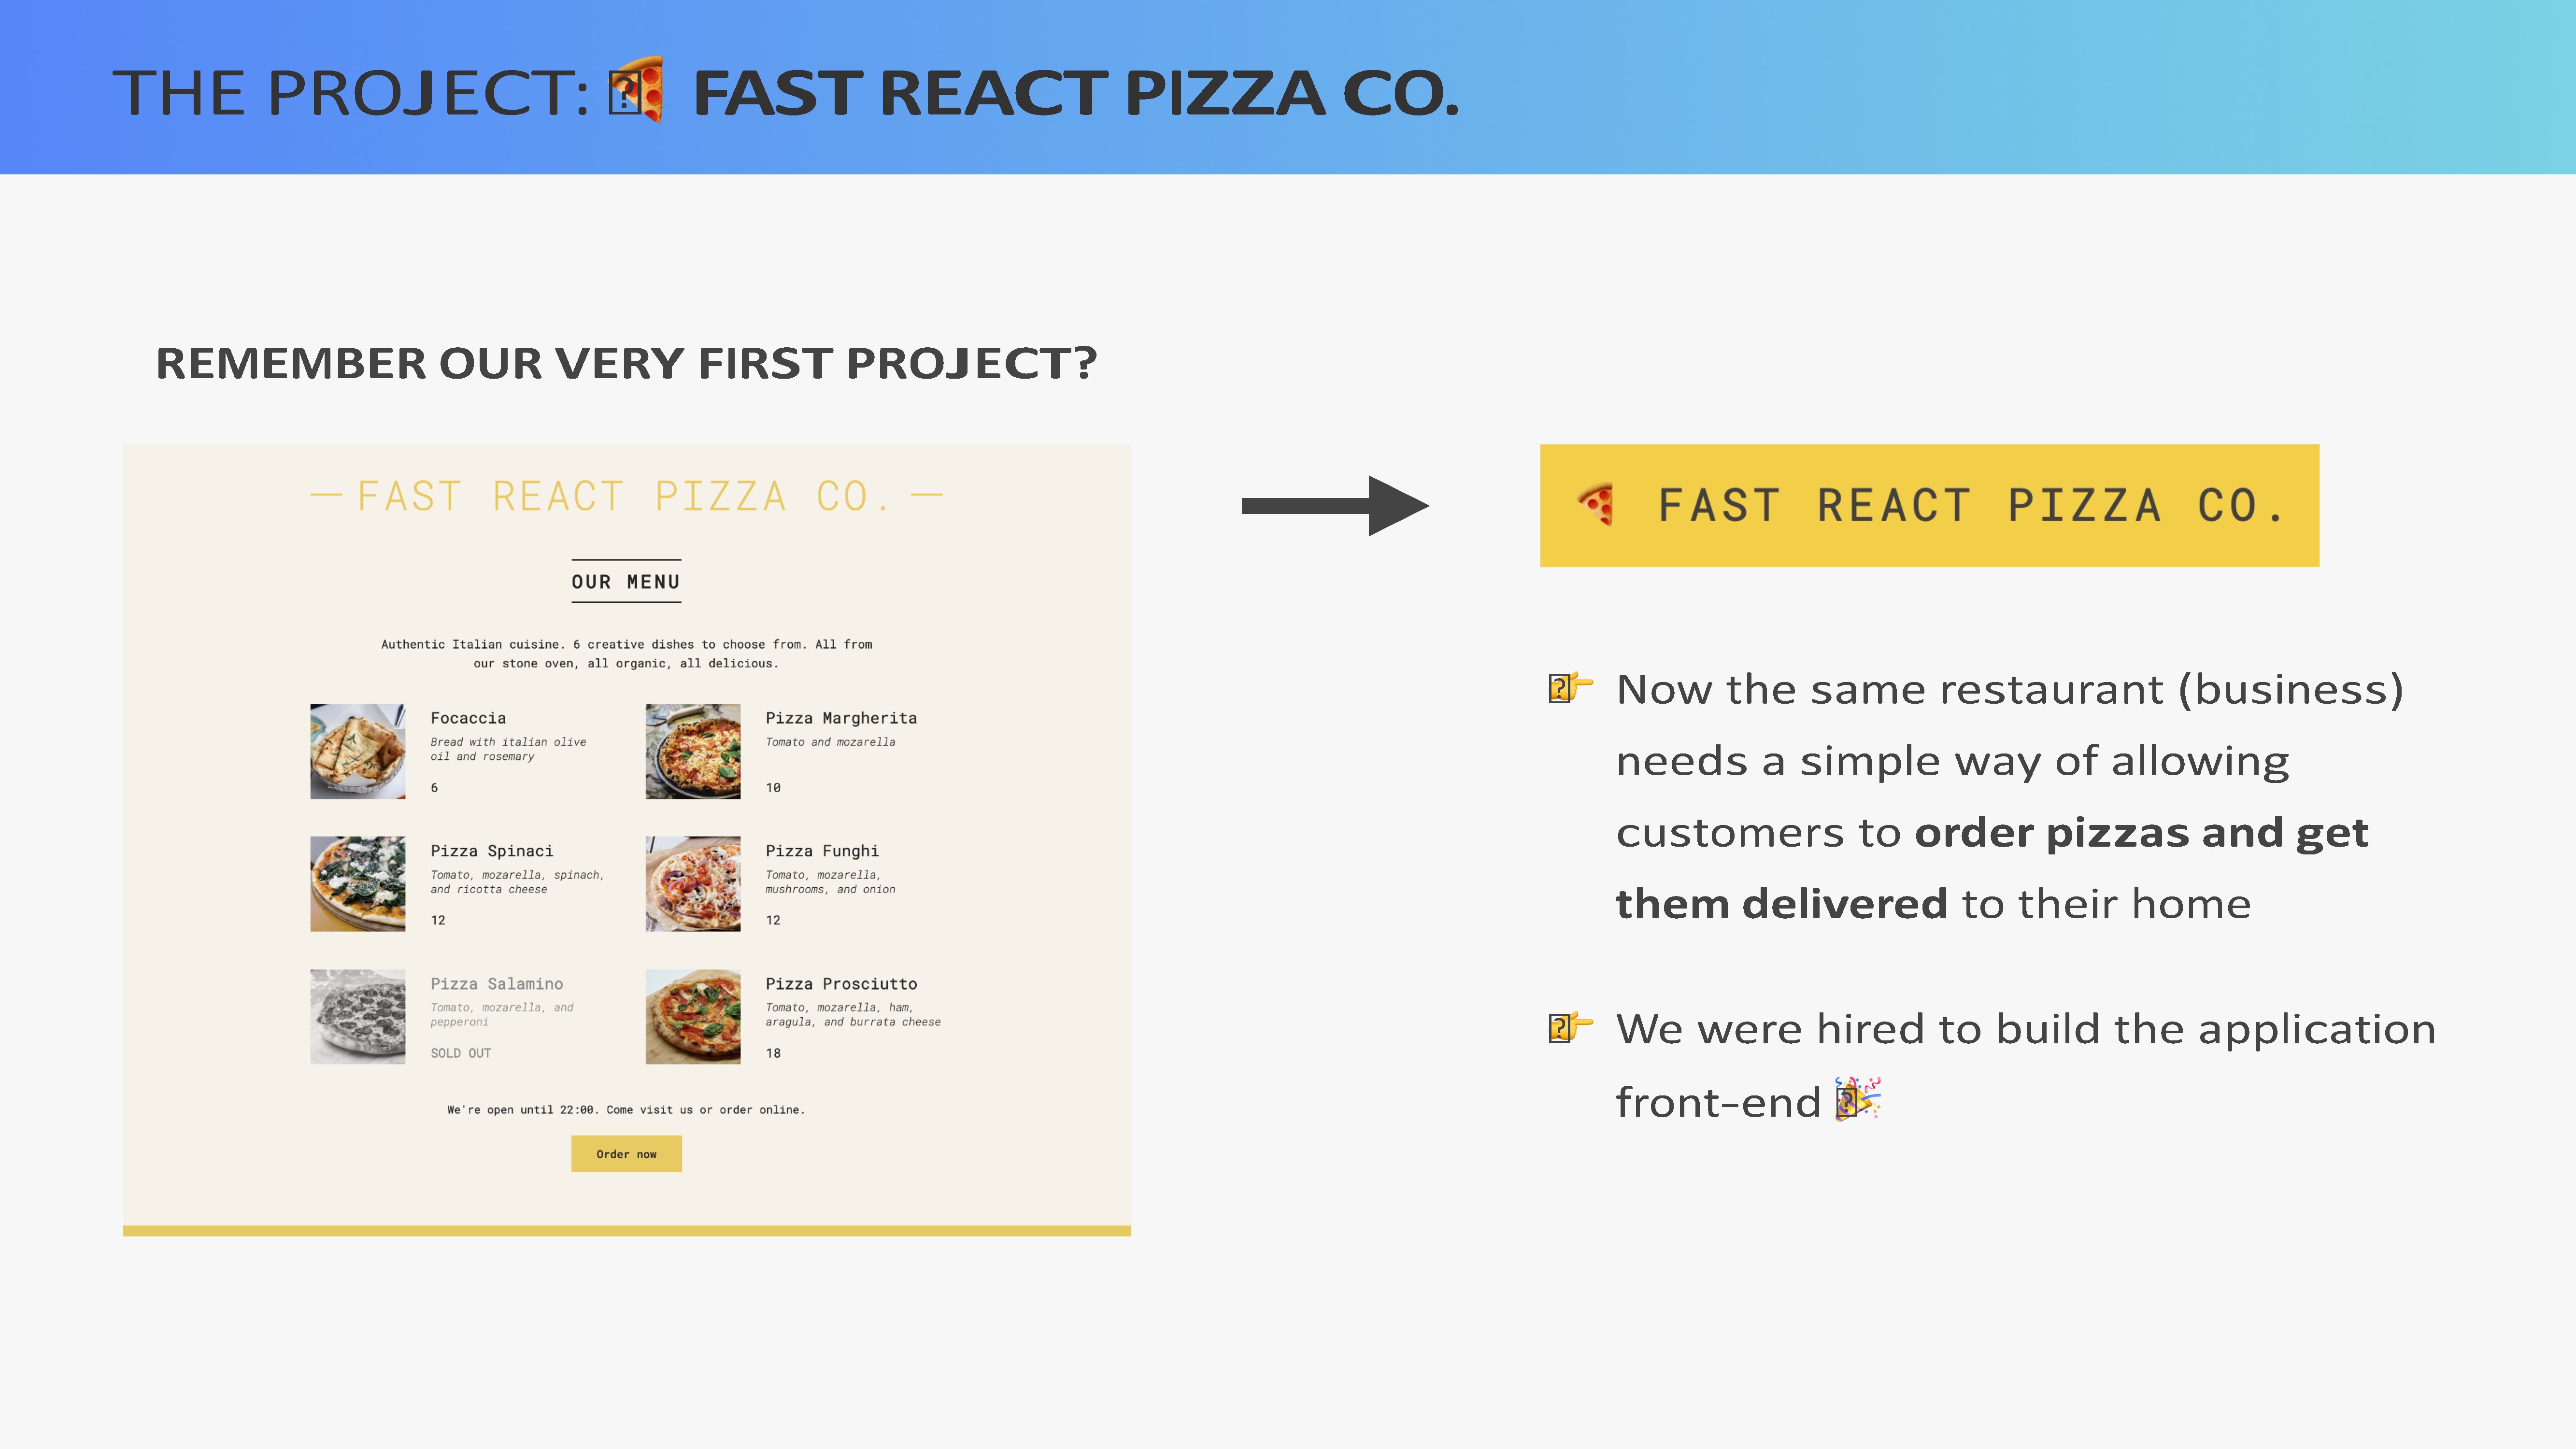 THE PROJECT: 🍕 FAST REACT PIZZA CO.
REMEMBER OUR VERY FIRST PROJECT?
— FAST REACT PIZZA CO. —
OUR MENU
Authentic Italian cuisine. 6 creative dishes to choose from. All from
our stone oven, all organic, all delicious.
Focaccia
Bread with italian olive
oil and rosemary
6
Pizza Margherita
Tomato and mozarella
10
Pizza Spinaci
Tomato, mozarella, spinach,
and ricotta cheese
12
Pizza Funghi
Tomato, mozarella,
mushrooms, and onion
12
Pizza Salamino
Tomato, mozarella, and
pepperoni
SOLD OUT
Pizza Prosciutto
Tomato, mozarella, ham,
aragula, and burrata cheese
18
We're open until 22:00. Come visit us or order online.
Order now
🍕 FAST REACT PIZZA CO.
👉 Now the same restaurant (business)
needs a simple way of allowing
customers to order pizzas and get
them delivered to their home
👉 We were hired to build the application
front-end 🎉